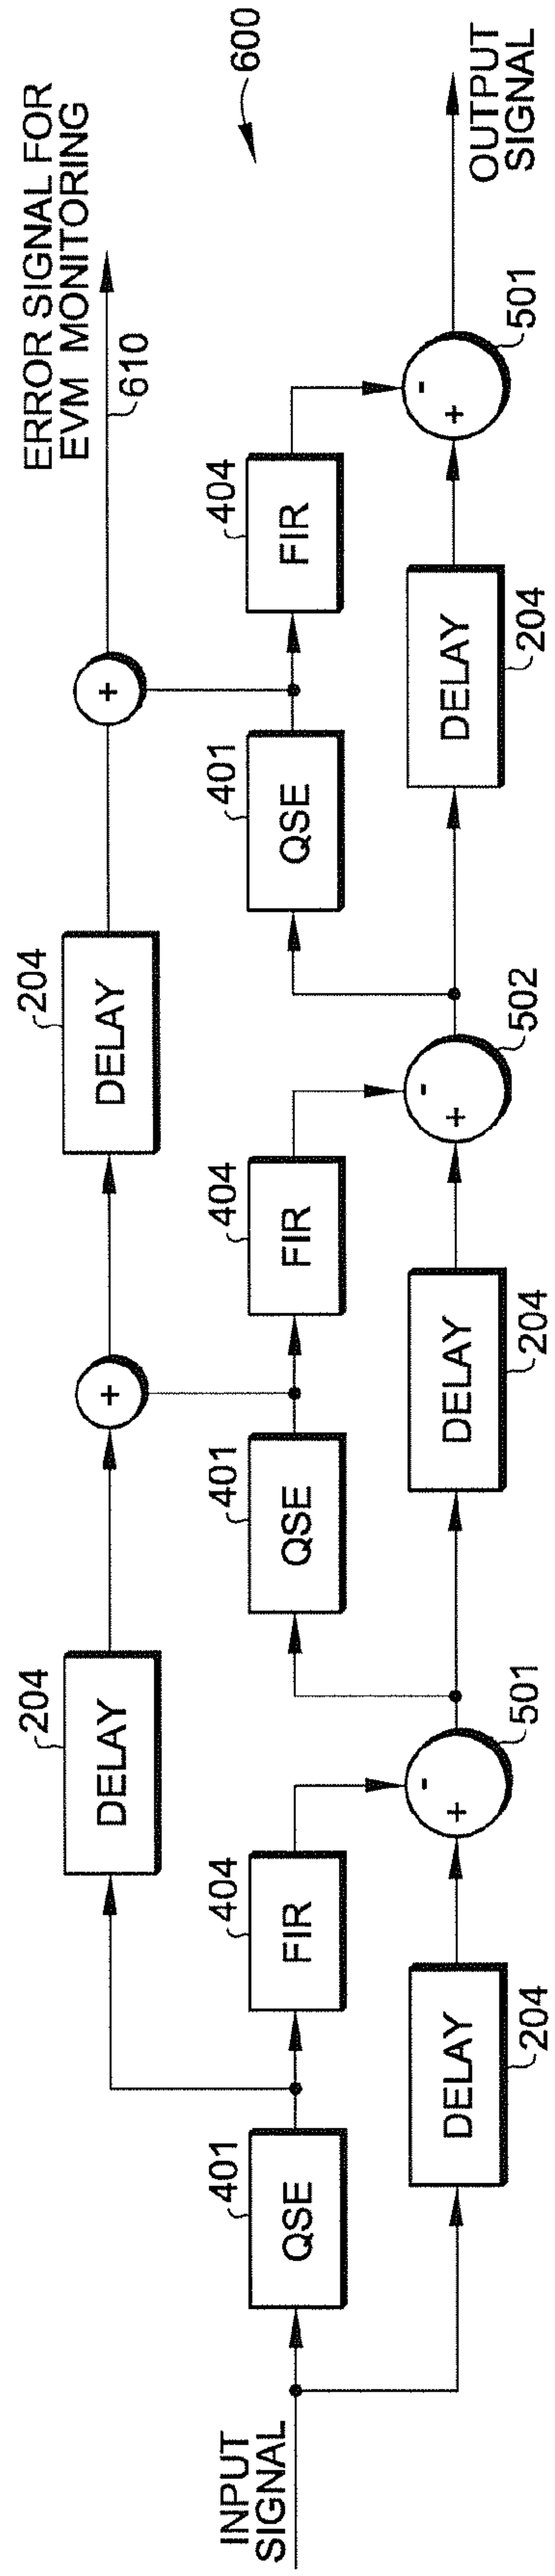 ERROR SIGNAL FOR
EVM MONITORING
600
204
DELAY
+
204
DELAY
+
610
INPUT
SIGNAL
401
QSE
404
FIR
401
QSE
404
FIR
401
QSE
404
FIR
DELAY
204
+
-
501
DELAY
204
+
-
502
DELAY
204
+
-
501
OUTPUT
SIGNAL